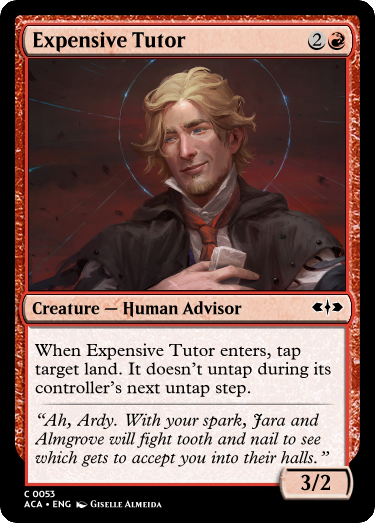 Expensive Tutor 2
Creature — Human Advisor
When Expensive Tutor enters, tap
target land. It doesn't untap during its
controller's next untap step.
“Ah, Ardy. With your spark, Jara and
Almgrove will fight tooth and nail to see
which gets to accept you into their halls.”
3/2
C 0053
ACA • ENG Giselle Almeida